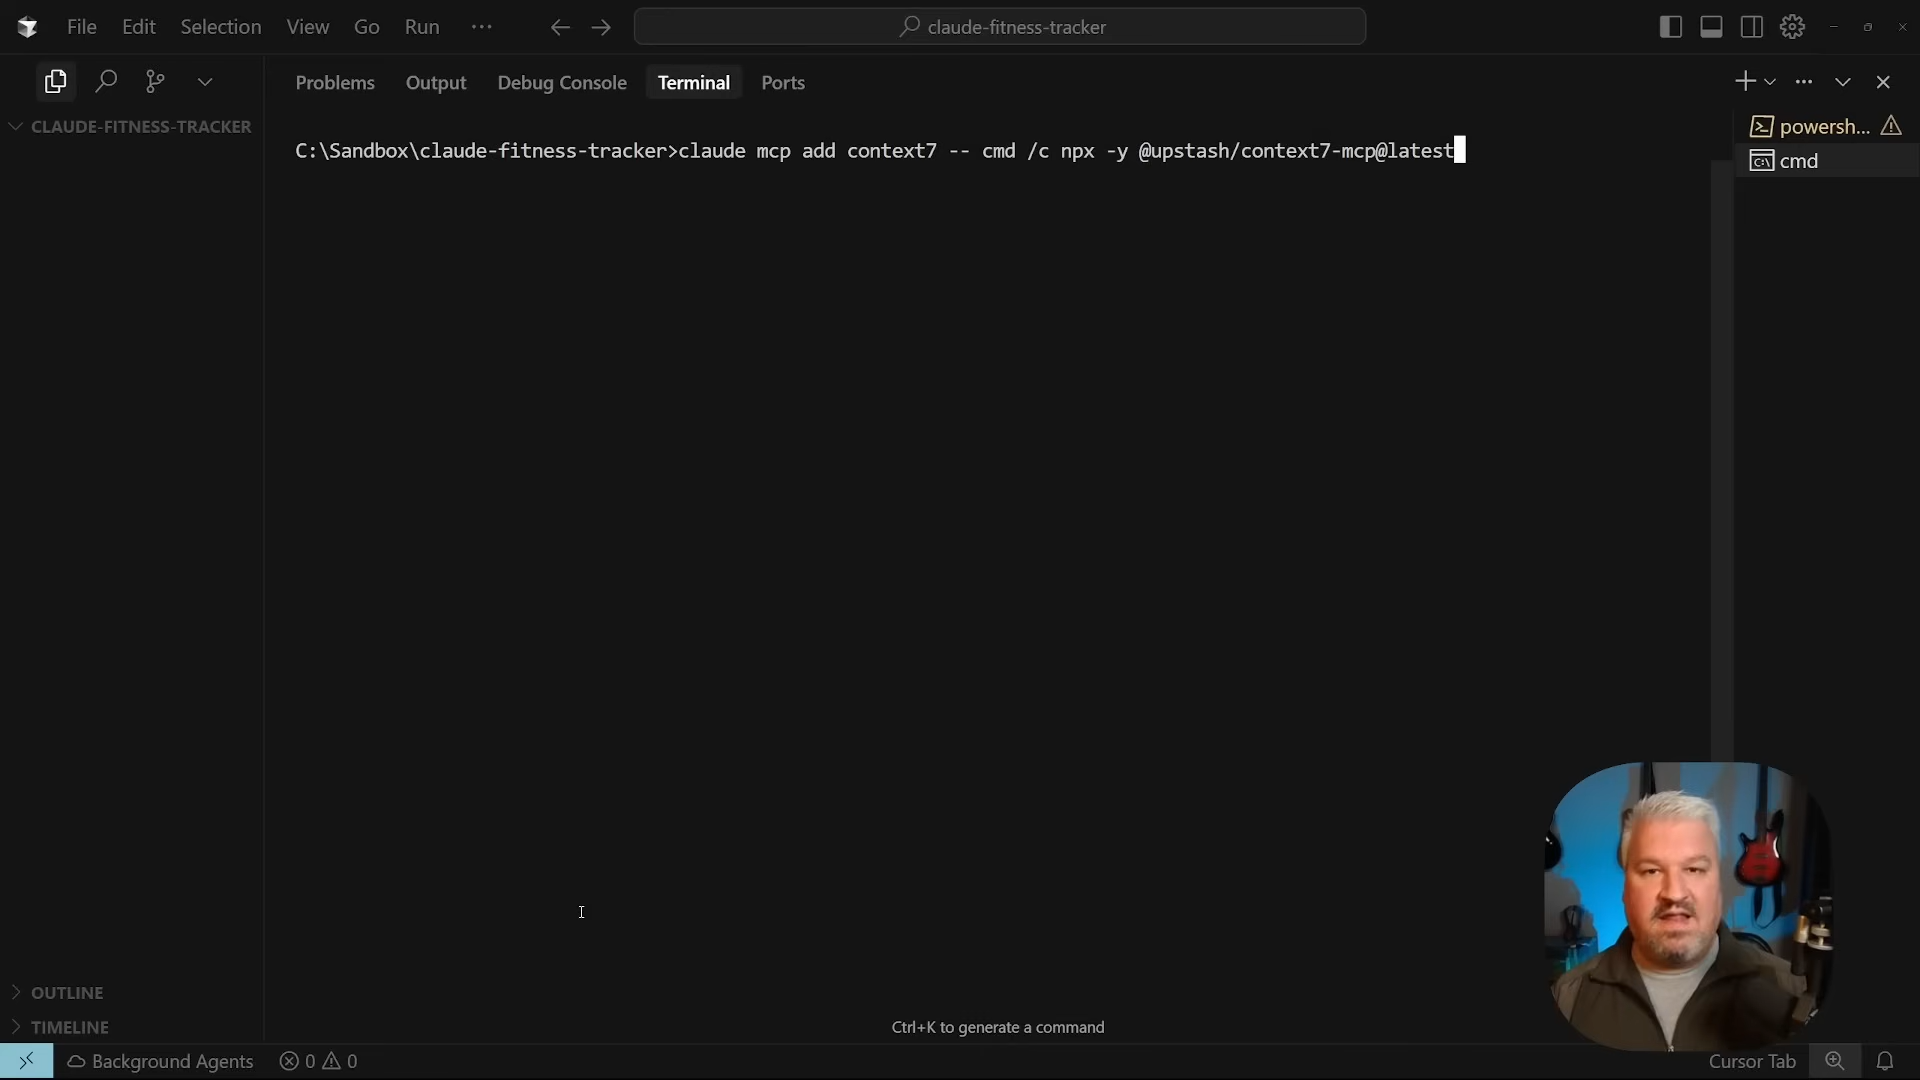 File Edit Selection View Go Run ···
claude-fitness-tracker
Problems Output Debug Console Terminal Ports
CLAUDE-FITNESS-TRACKER
powersh...
C:\Sandbox\claude-fitness-tracker>claude mcp add context7 -- cmd /c npx -y @upstash/context7-mcp@latest
cmd
OUTLINE
Ctrl+K to generate a command
TIMELINE
Background Agents 0 0
Cursor Tab